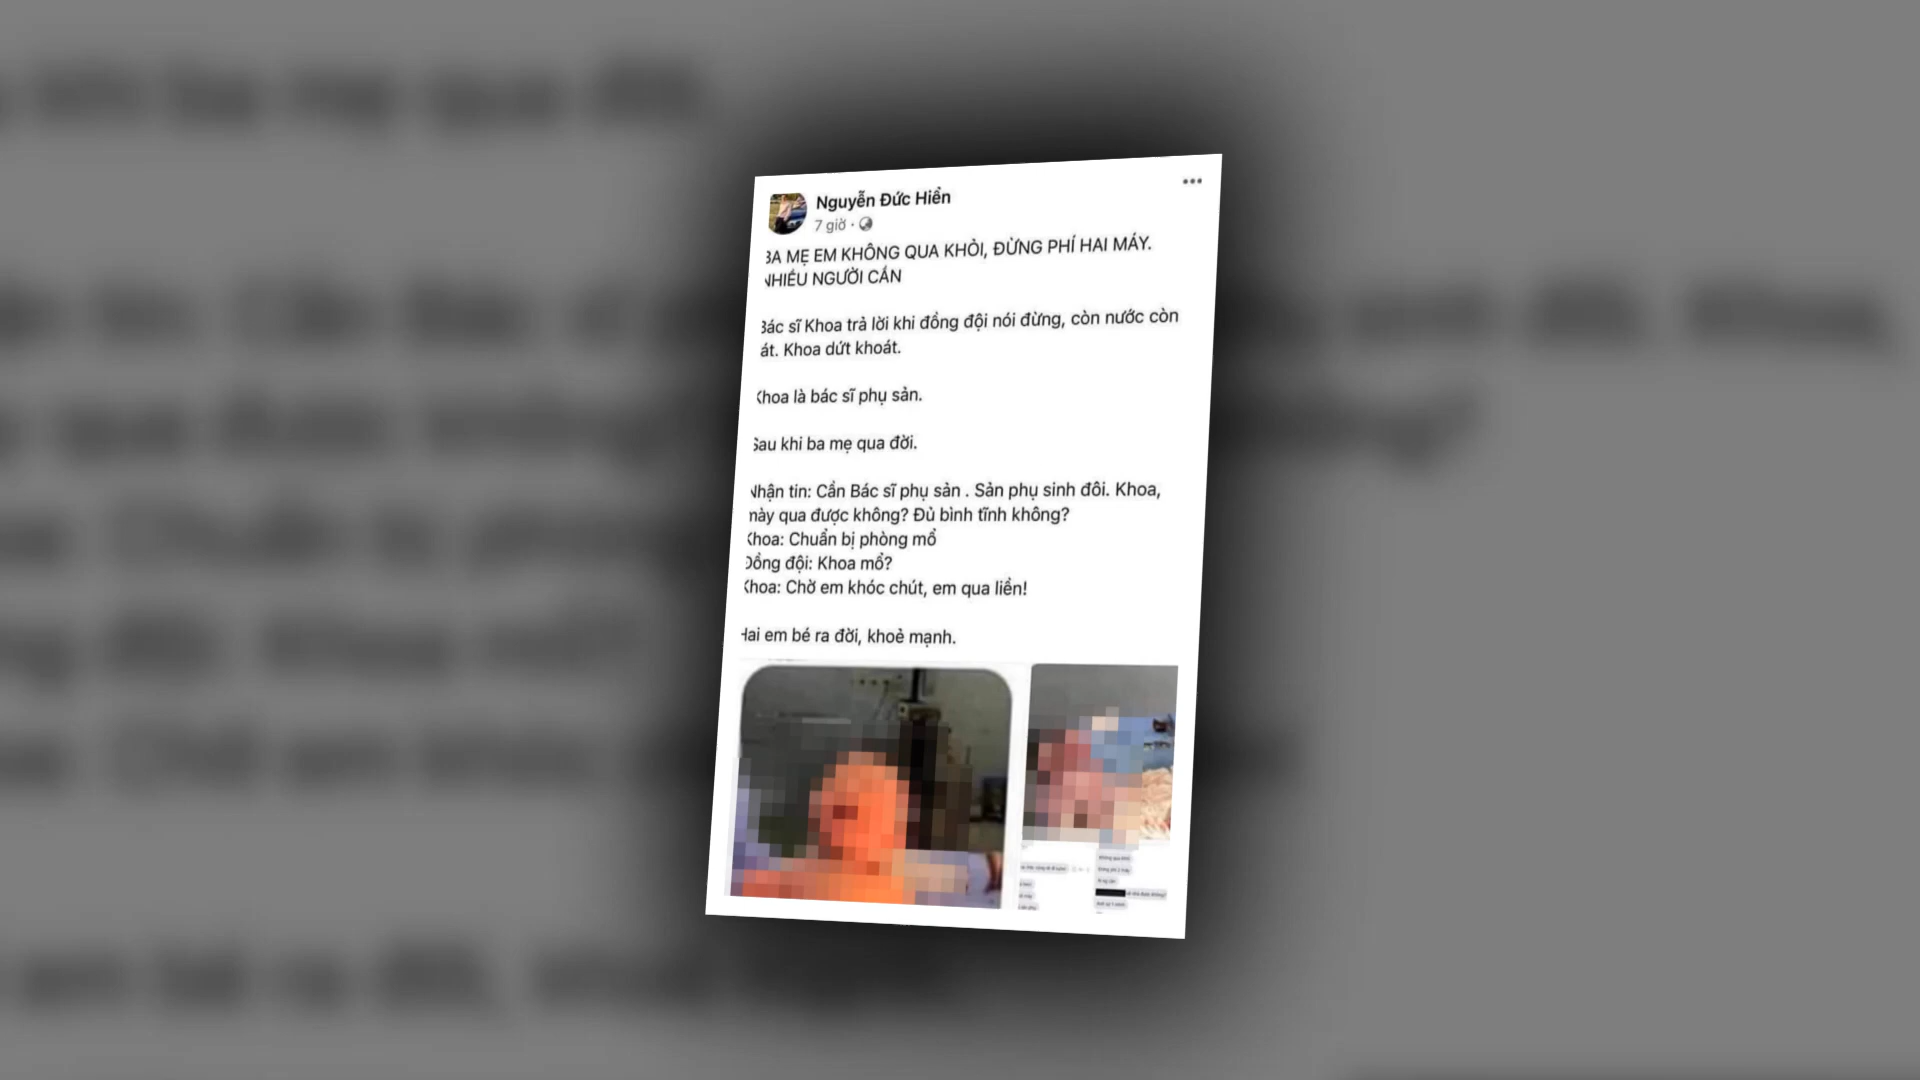 Nguyễn Đức Hiển
7 giờ ·
BA MẸ EM KHÔNG QUA KHỎI, ĐỪNG PHÍ HAI MÁY.
NHIỀU NGƯỜI CẦN
Bác sĩ Khoa trả lời khi đồng đội nói đừng, còn nước còn
át. Khoa dứt khoát.
Khoa là bác sĩ phụ sản.
Sau khi ba mẹ qua đời.
Nhận tin: Cần Bác sĩ phụ sản . Sản phụ sinh đôi. Khoa,
mày qua được không? Đủ bình tĩnh không?
Khoa: Chuẩn bị phòng mổ
Đồng đội: Khoa mổ?
Khoa: Chờ em khóc chút, em qua liền!
Hai em bé ra đời, khoẻ mạnh.